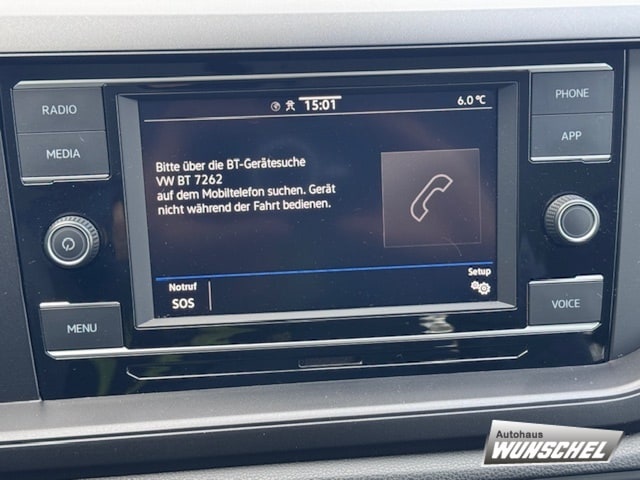 RADIO
MEDIA
MENU
15:01
6.0 °C
Bitte über die BT-Gerätesuche
VW BT 7262
auf dem Mobiltelefon suchen. Gerät
nicht während der Fahrt bedienen.
Notruf
SOS
Setup
PHONE
APP
VOICE
Autohaus
WUNSCHEL